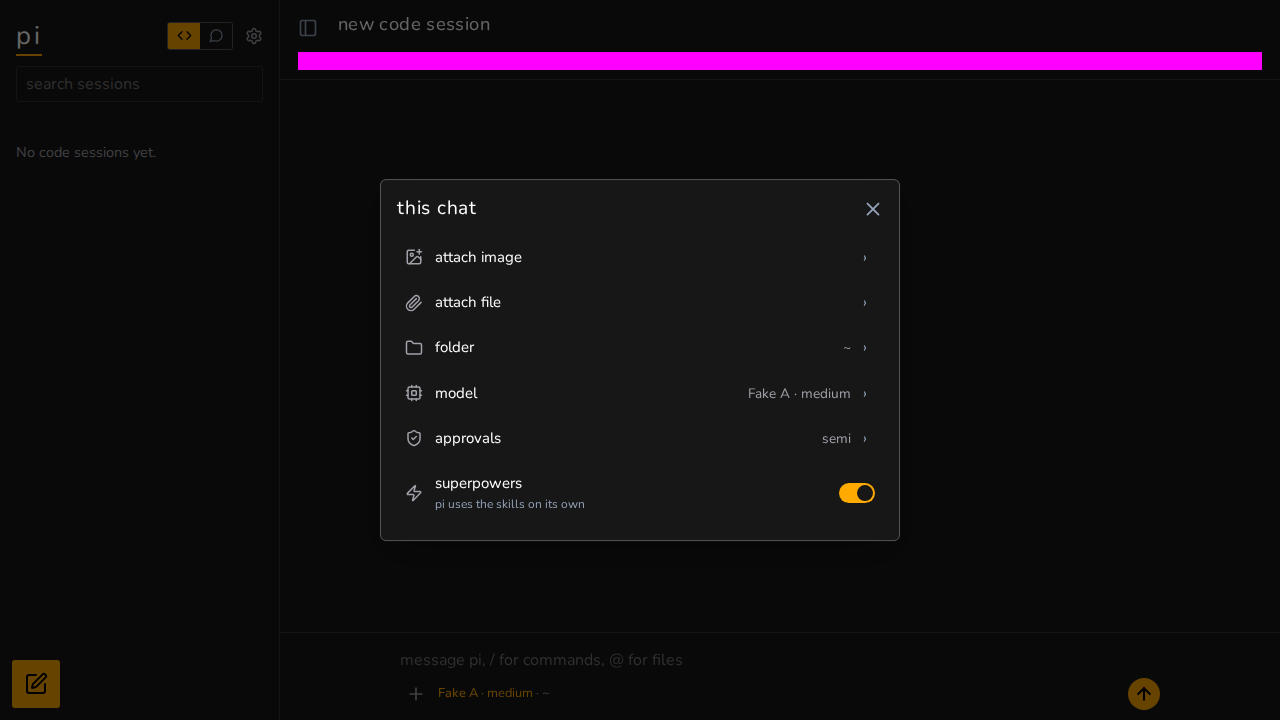 pi
new code session
search sessions
No code sessions yet.
this chat
attach image
attach file
folder ~
model Fake A · medium
approvals semi
superpowers
pi uses the skills on its own
message pi, / for commands, @ for files
Fake A · medium · ~